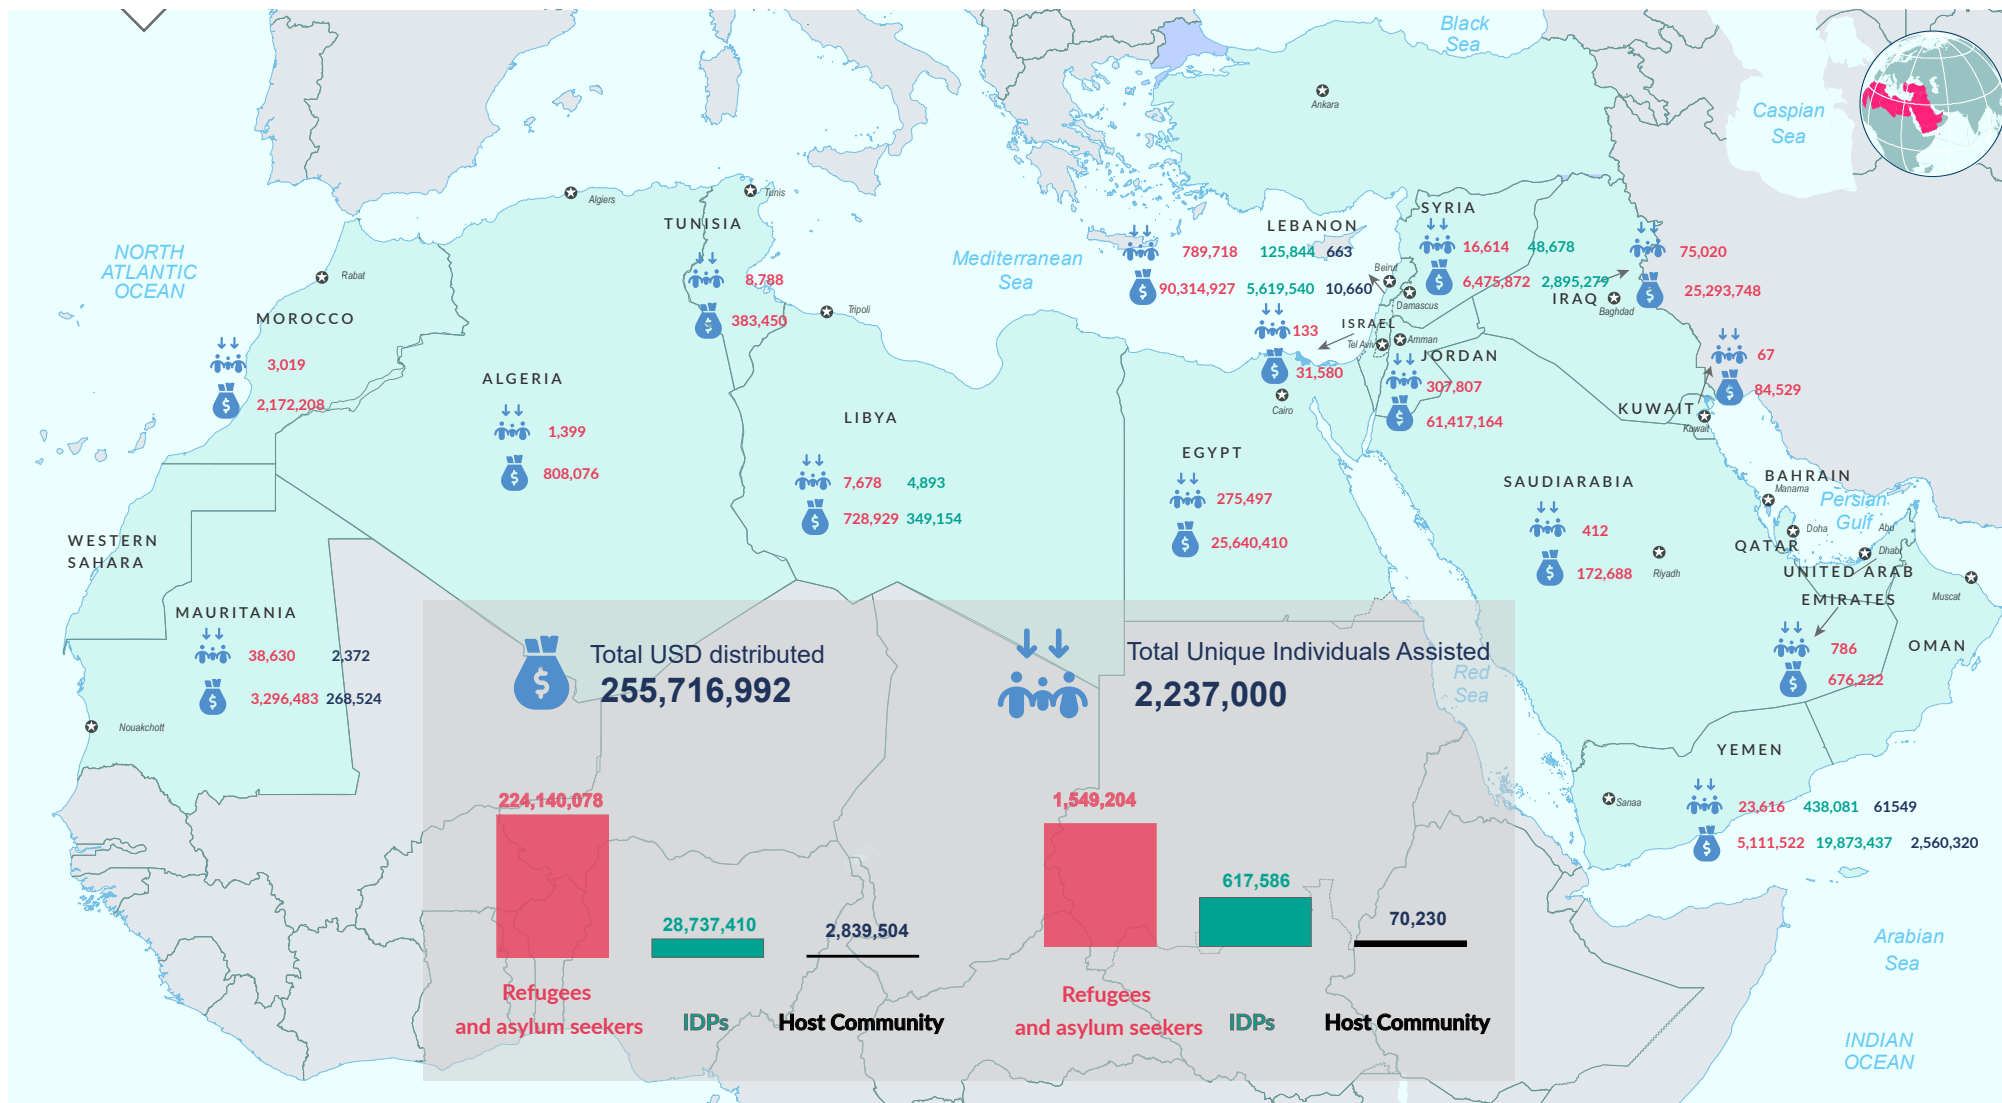 Black
Sea
Ankara
Caspian
Sea
Tunis
Algiers
TUNISIA
8,788
383,450
NORTH
ATLANTIC
OCEAN
Rabat
MOROCCO
3,019
2,172,208
Mediterranean
Sea
Tripoli
LEBANON
789,718 125,844 663
90,314,927 5,619,540 10,660
Beirut
SYRIA
16,614 48,678
6,475,872 2,895,279
Damascus
75,020
25,293,748
IRAQ
Baghdad
ISRAEL
133
31,580
Tel Aviv
Cairo
Amman
JORDAN
307,807
61,417,164
67
84,529
KUWAIT
Kuwait
ALGERIA
1,399
808,076
LIBYA
7,678 4,893
728,929 349,154
EGYPT
275,497
25,640,410
SAUDIARABIA
412
172,688
Riyadh
BAHRAIN
Manama
Persian
Gulf
Doha
QATAR
Abu
Dhabi
UNITED ARAB
EMIRATES
786
676,222
Muscat
OMAN
WESTERN
SAHARA
MAURITANIA
38,630 2,372
3,296,483 268,524
Nouakchott
Red
Sea
YEMEN
Sanaa
23,616 438,081 61549
5,111,522 19,873,437 2,560,320
Arabian
Sea
INDIAN
OCEAN
Total USD distributed
255,716,992
Total Unique Individuals Assisted
2,237,000
224,140,078
28,737,410
2,839,504
Refugees
and asylum seekers
IDPs
Host Community
1,549,204
617,586
70,230
Refugees
and asylum seekers
IDPs
Host Community